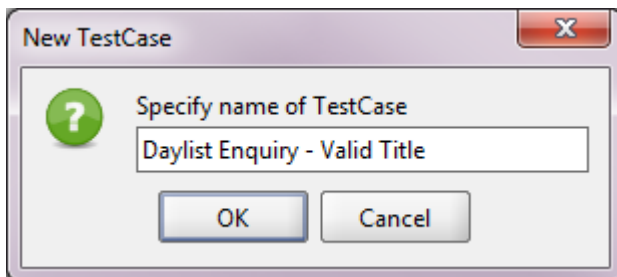 New TestCase
x
?
Specify name of TestCase
Daylist Enquiry - Valid Title
OK Cancel